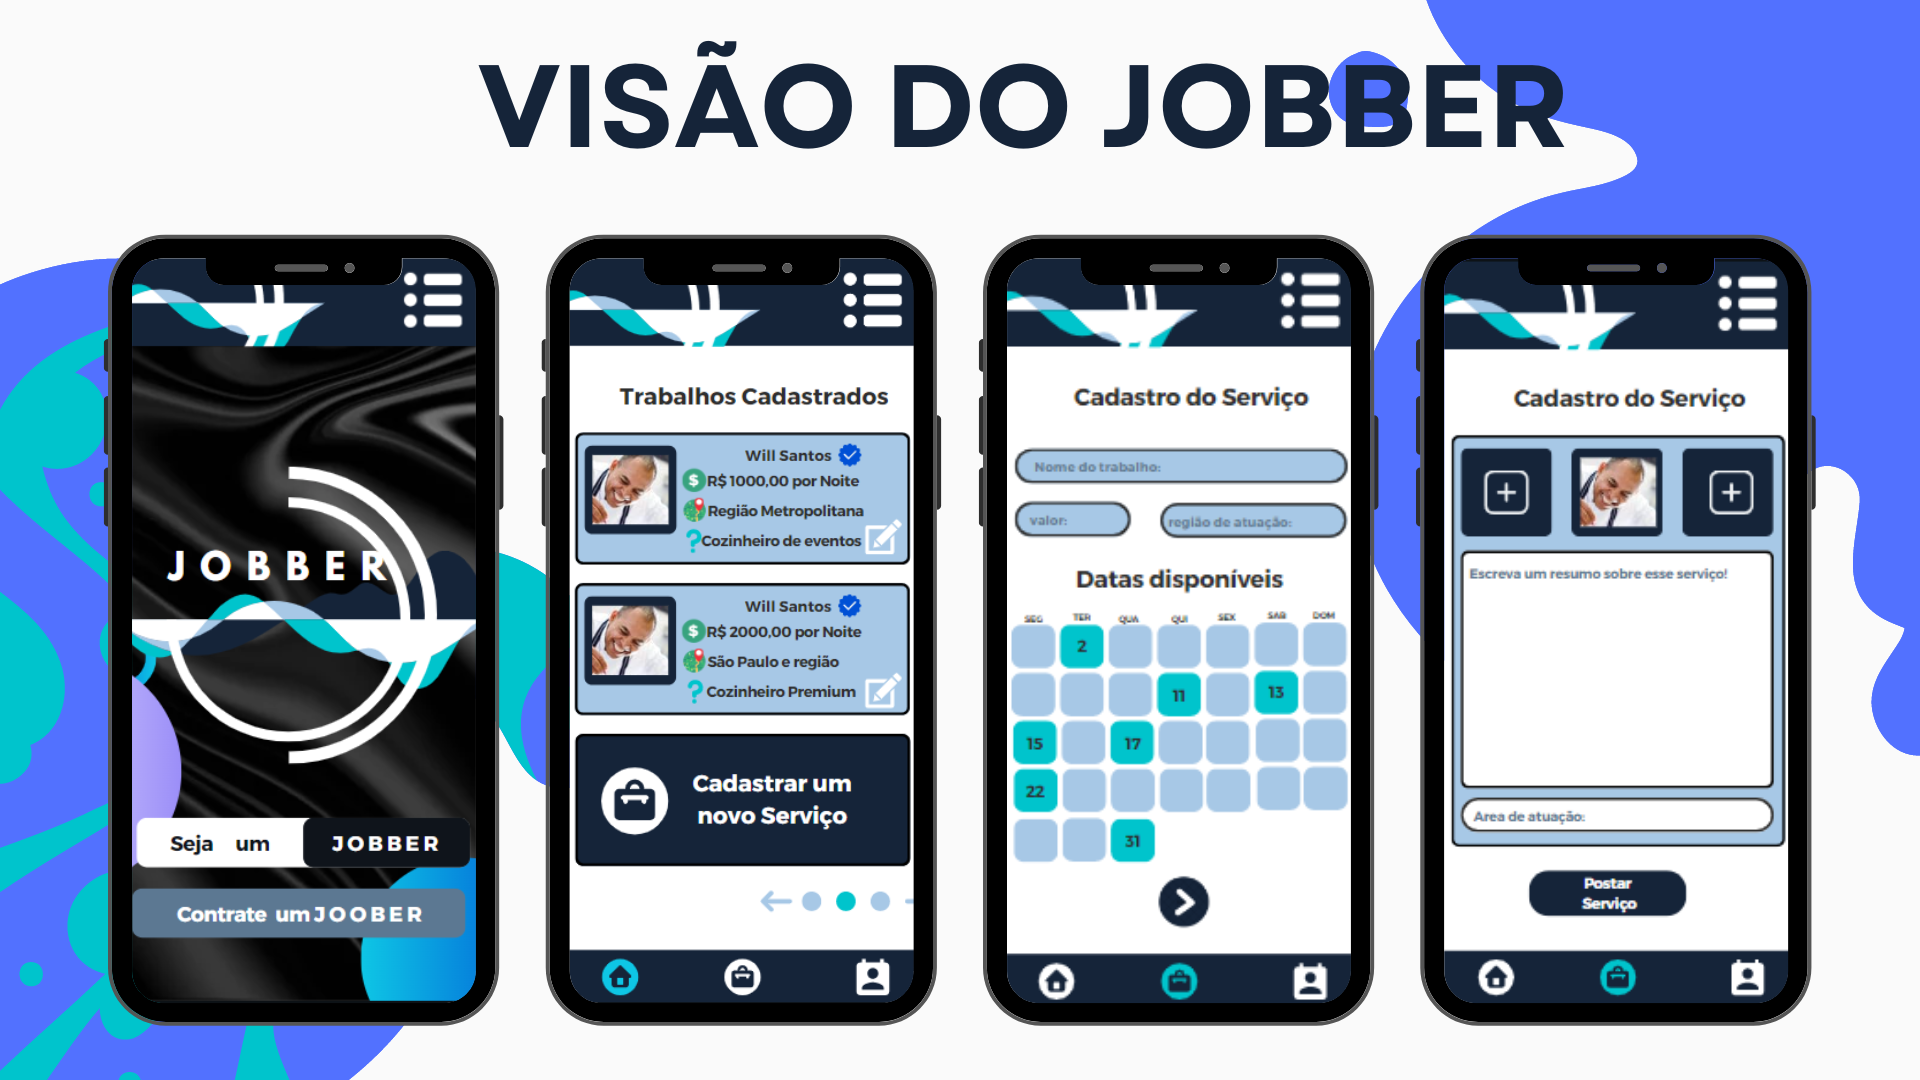 VISÃO DO JOBBER
JOBBER
Seja um JOBBER
Contrate um JOOBER
Trabalhos Cadastrados
Will Santos
$ R$ 1000,00 por Noite
Região Metropolitana
? Cozinheiro de eventos
Will Santos
$ R$ 2000,00 por Noite
São Paulo e região
? Cozinheiro Premium
Cadastrar um
novo Serviço
Cadastro do Serviço
Nome do trabalho:
valor: região de atuação:
Datas disponíveis
SEG TER QUA QUI SEX SAB DOM
2
11 13
15 17
22
31
Cadastro do Serviço
Escreva um resumo sobre esse serviço!
Area de atuação:
Postar
Serviço